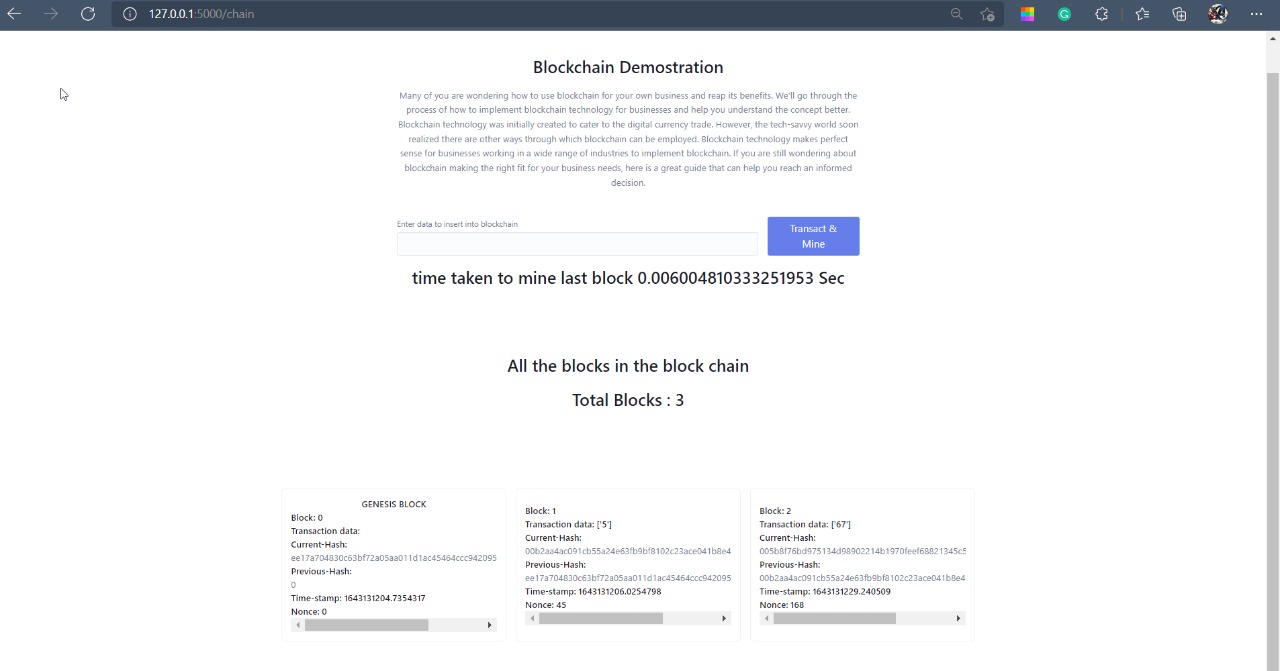 127.0.0.1:5000/chain
Blockchain Demostration
Many of you are wondering how to use blockchain for your own business and reap its benefits. We'll go through the
process of how to implement blockchain technology for businesses and help you understand the concept better.
Blockchain technology was initially created to cater to the digital currency trade. However, the tech-savvy world soon
realized there are other ways through which blockchain can be employed. Blockchain technology makes perfect
sense for businesses working in a wide range of industries to implement blockchain. If you are still wondering about
blockchain making the right fit for your business needs, here is a great guide that can help you reach an informed
decision.
Enter data to insert into blockchain
Transact &
Mine
time taken to mine last block 0.006004810333251953 Sec
All the blocks in the block chain
Total Blocks : 3
GENESIS BLOCK
Block: 0
Transaction data:
Current-Hash:
ee17a704830c63bf72a05aa011d1ac45464ccc942095
Previous-Hash:
0
Time-stamp: 1643131204.7354317
Nonce: 0
Block: 1
Transaction data: ['5']
Current-Hash:
00b2aa4ac091cb55a24e63fb9bf8102c23ace041b8e4
Previous-Hash:
ee17a704830c63bf72a05aa011d1ac45464ccc942095
Time-stamp: 1643131206.0254798
Nonce: 45
Block: 2
Transaction data: ['67']
Current-Hash:
005b8f76bd975134d98902214b1970feef68821345c5
Previous-Hash:
00b2aa4ac091cb55a24e63fb9bf8102c23ace041b8e4
Time-stamp: 1643131229.240509
Nonce: 168